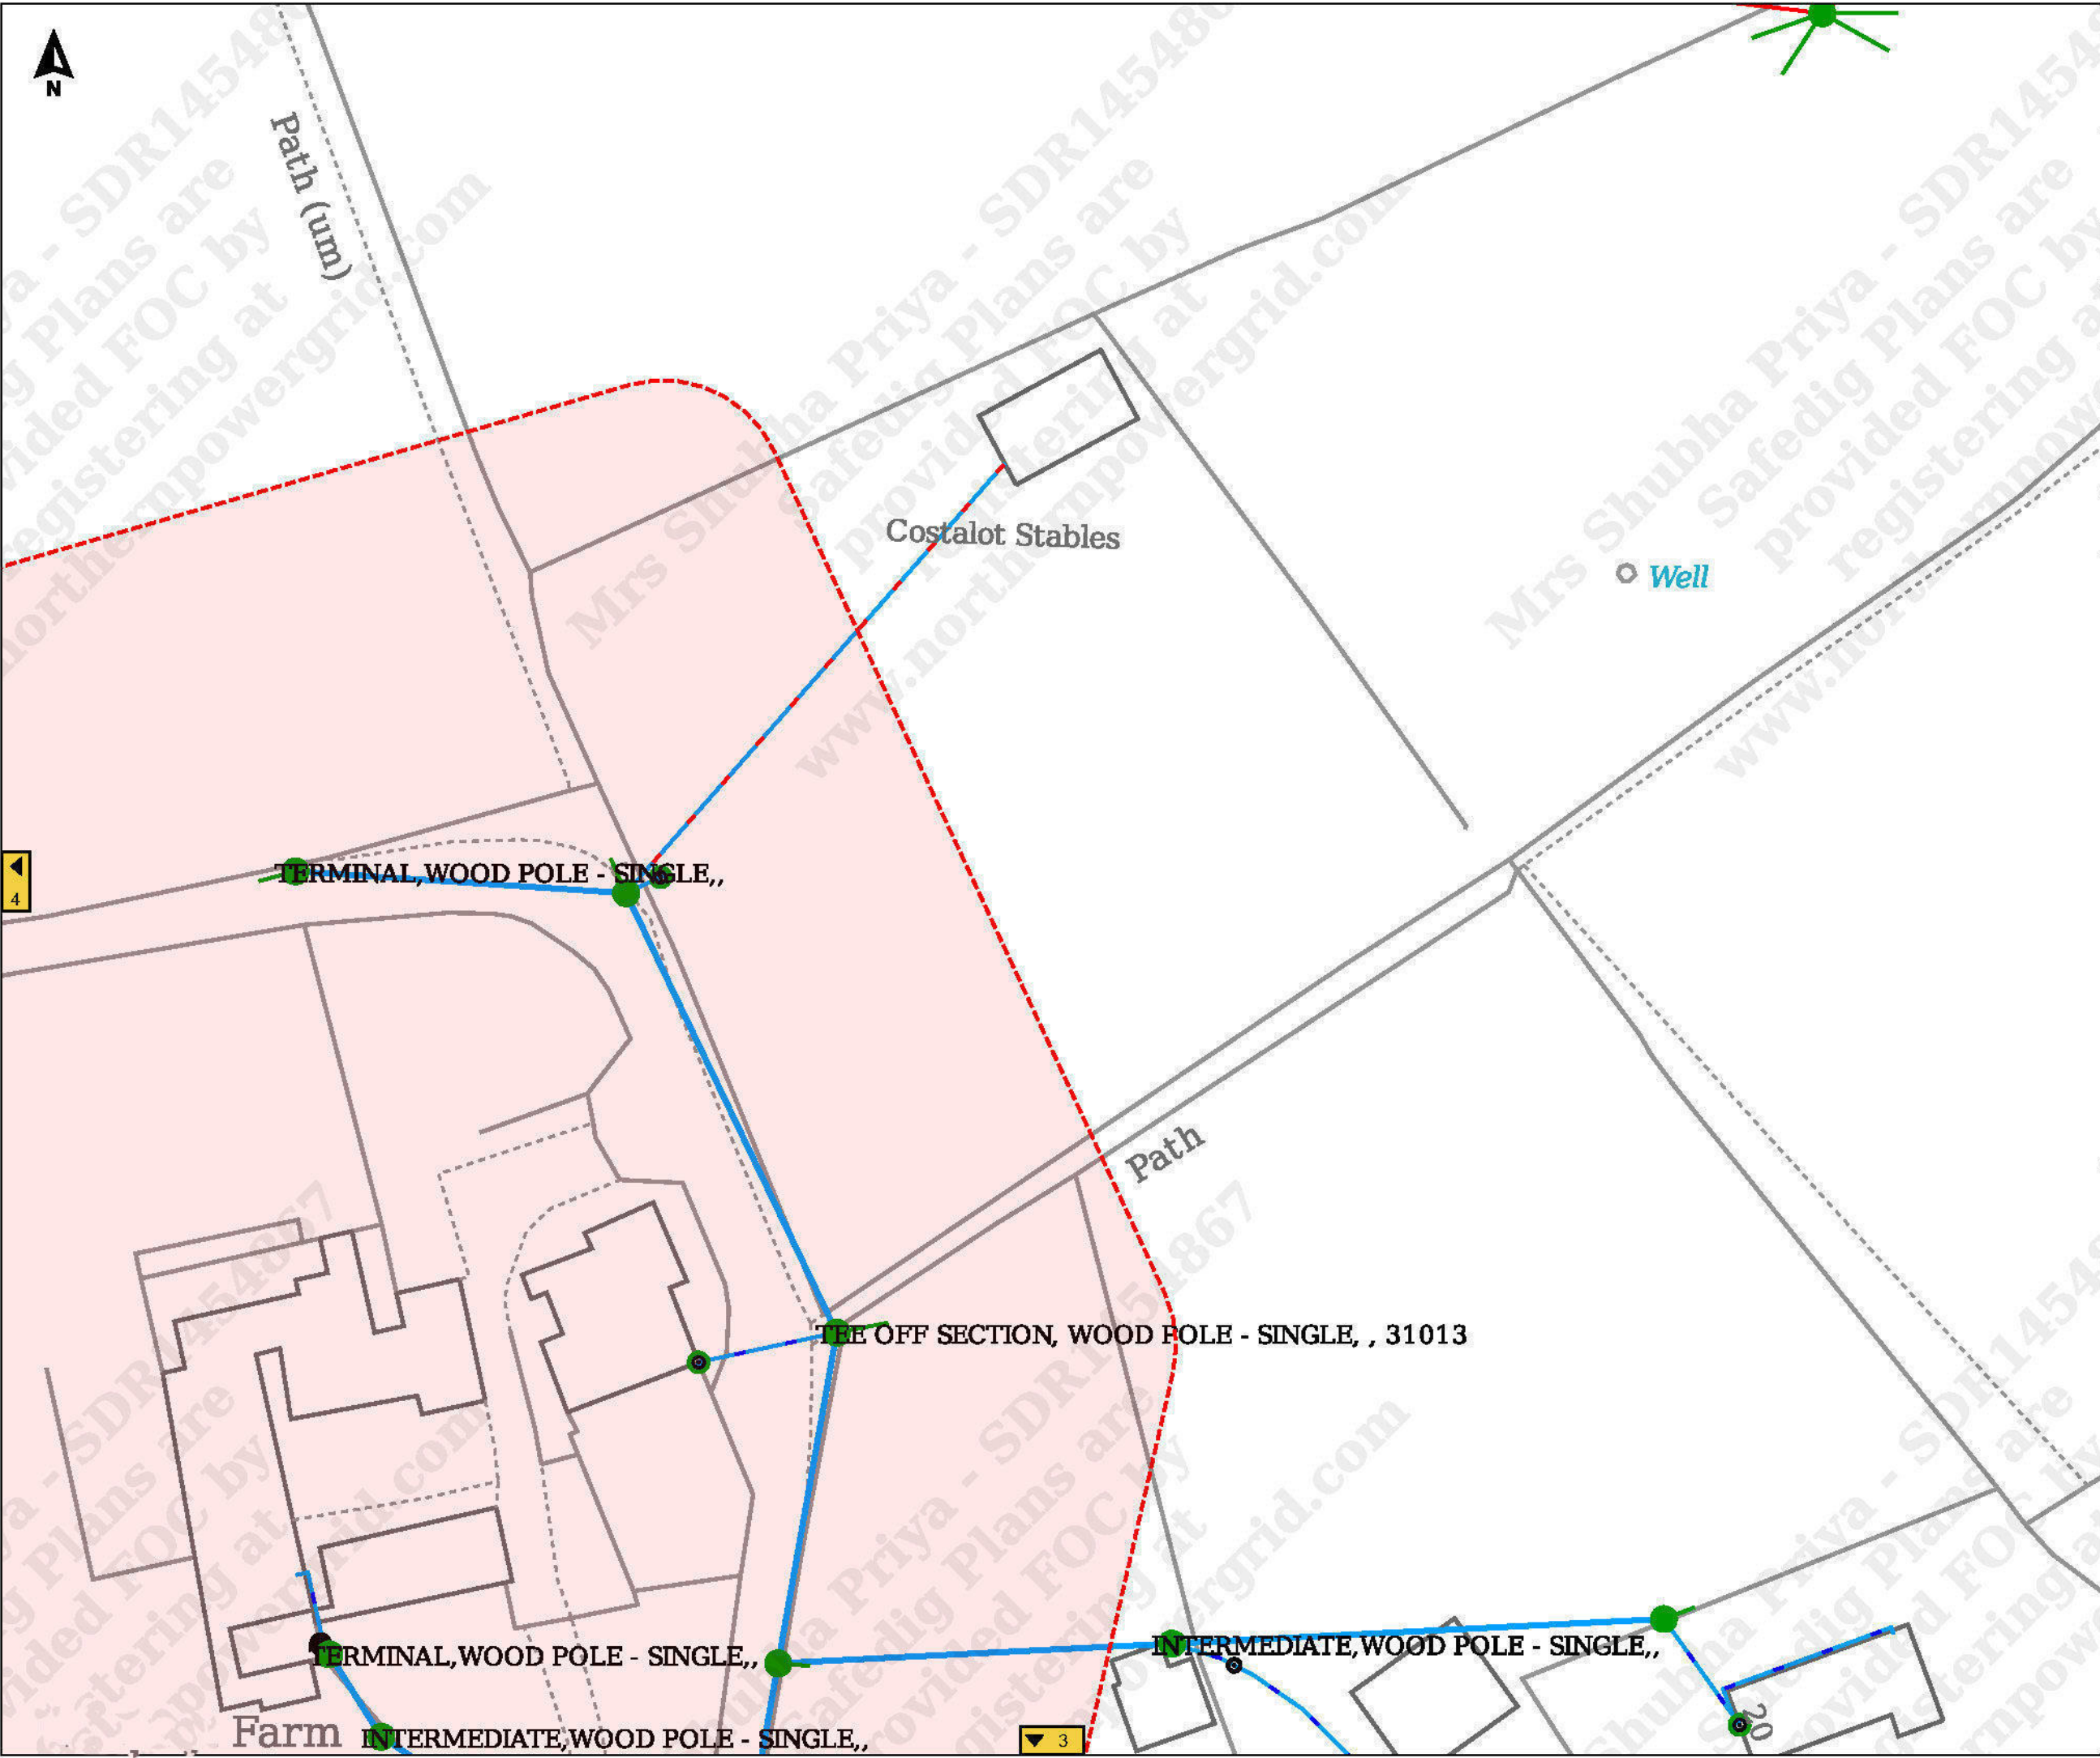 N
Path (um)
Costalot Stables
Well
TERMINAL,WOOD POLE - SINGLE,,
4
Path
TEE OFF SECTION, WOOD POLE - SINGLE, , 31013
TERMINAL,WOOD POLE - SINGLE,,
INTERMEDIATE,WOOD POLE - SINGLE,,
20
Farm
INTERMEDIATE,WOOD POLE - SINGLE,,
3
Mrs Shubha Priya - SDR1454867
Safedig Plans are
provided FOC by
registering at
www.northernpowergrid.com